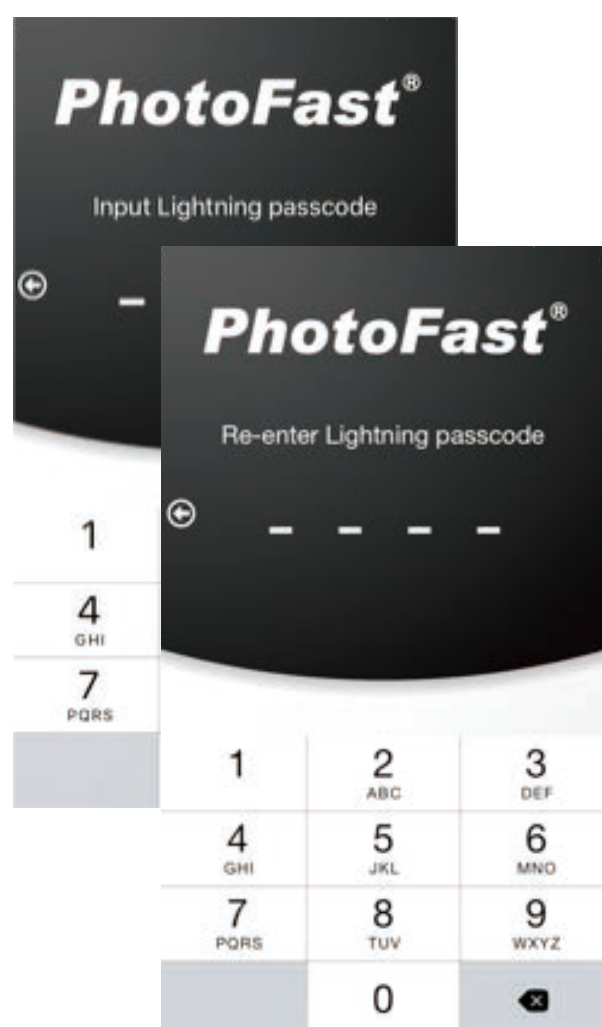 PhotoFast®
Input Lightning passcode
1
4
GHI
7
PQRS
PhotoFast®
Re-enter Lightning passcode
1 2 3
ABC DEF
4 5 6
GHI JKL MNO
7 8 9
PQRS TUV WXYZ
0